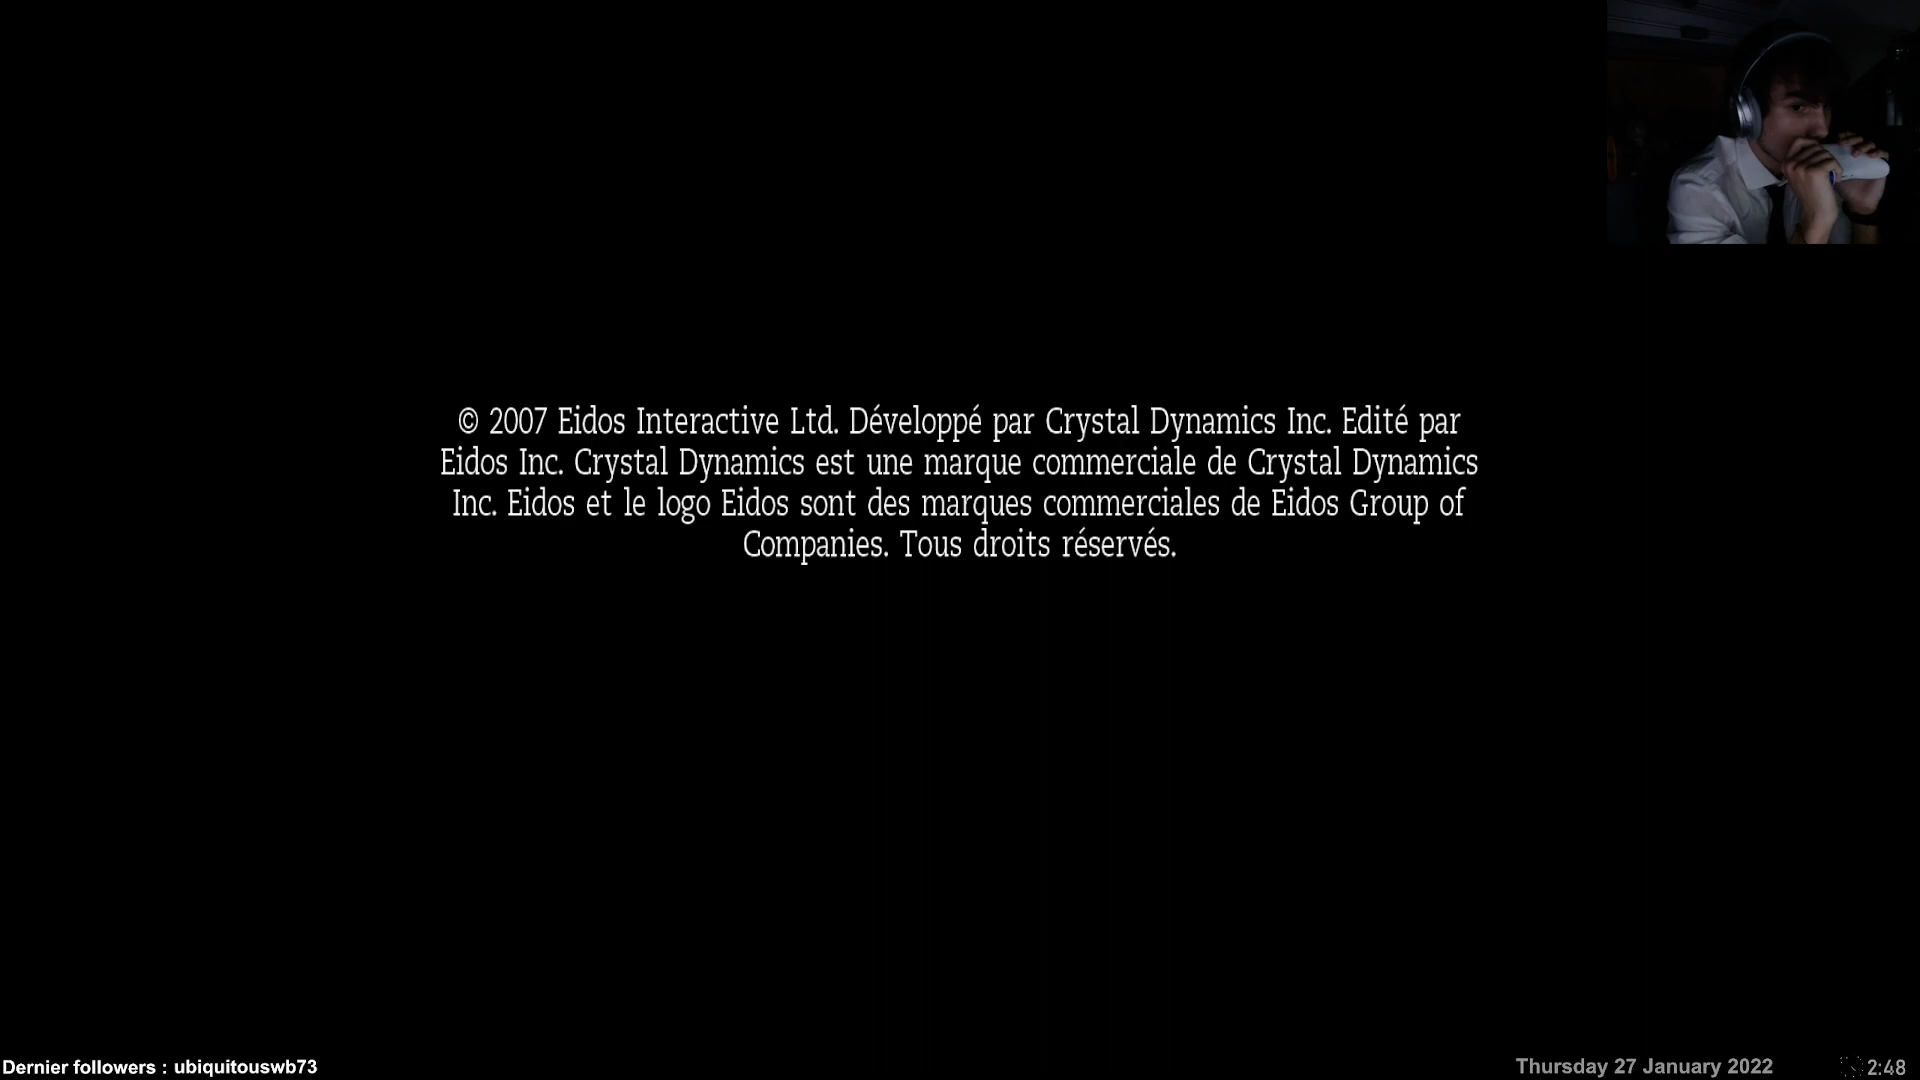 © 2007 Eidos Interactive Ltd. Développé par Crystal Dynamics Inc. Edité par
Eidos Inc. Crystal Dynamics est une marque commerciale de Crystal Dynamics
Inc. Eidos et le logo Eidos sont des marques commerciales de Eidos Group of
Companies. Tous droits réservés.
Dernier followers : ubiquitouswb73
Thursday 27 January 2022
2:48